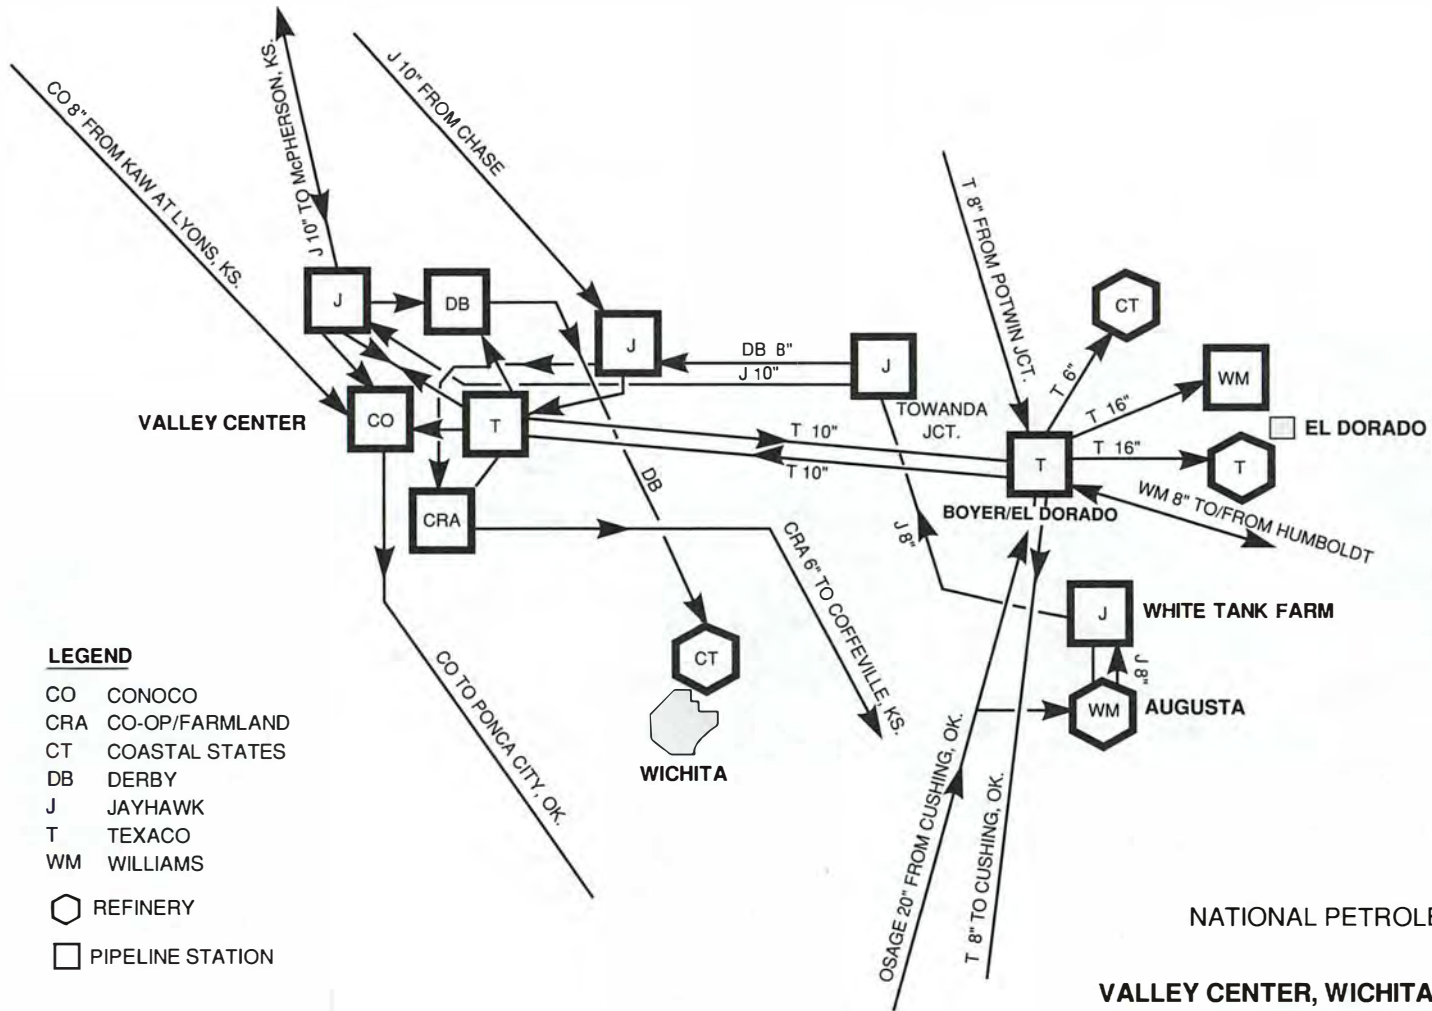 CO 8" FROM KAW AT LYONS, KS.
J 10" TO McPHERSON, KS.
J 10" FROM CHASE
T 8" FROM POTWIN JCT.
J
DB
J
J
DB 8"
J 10"
TOWANDA
JCT.
CT
T 6"
WM
T 16"
T 16"
EL DORADO
T
T
BOYER/EL DORADO
WM 8" TO/FROM HUMBOLDT
VALLEY CENTER
CO
T
T 10"
T 10"
CRA
DB
CRA 6" TO COFFEVILLE, KS.
J 8"
J
WHITE TANK FARM
J 8"
WM
AUGUSTA
CT
WICHITA
CO TO PONCA CITY, OK.
OSAGE 20" FROM CUSHING, OK.
T 8" TO CUSHING, OK.
LEGEND
CO CONOCO
CRA CO-OP/FARMLAND
CT COASTAL STATES
DB DERBY
J JAYHAWK
T TEXACO
WM WILLIAMS
REFINERY
PIPELINE STATION
NATIONAL PETROLE
VALLEY CENTER, WICHITA